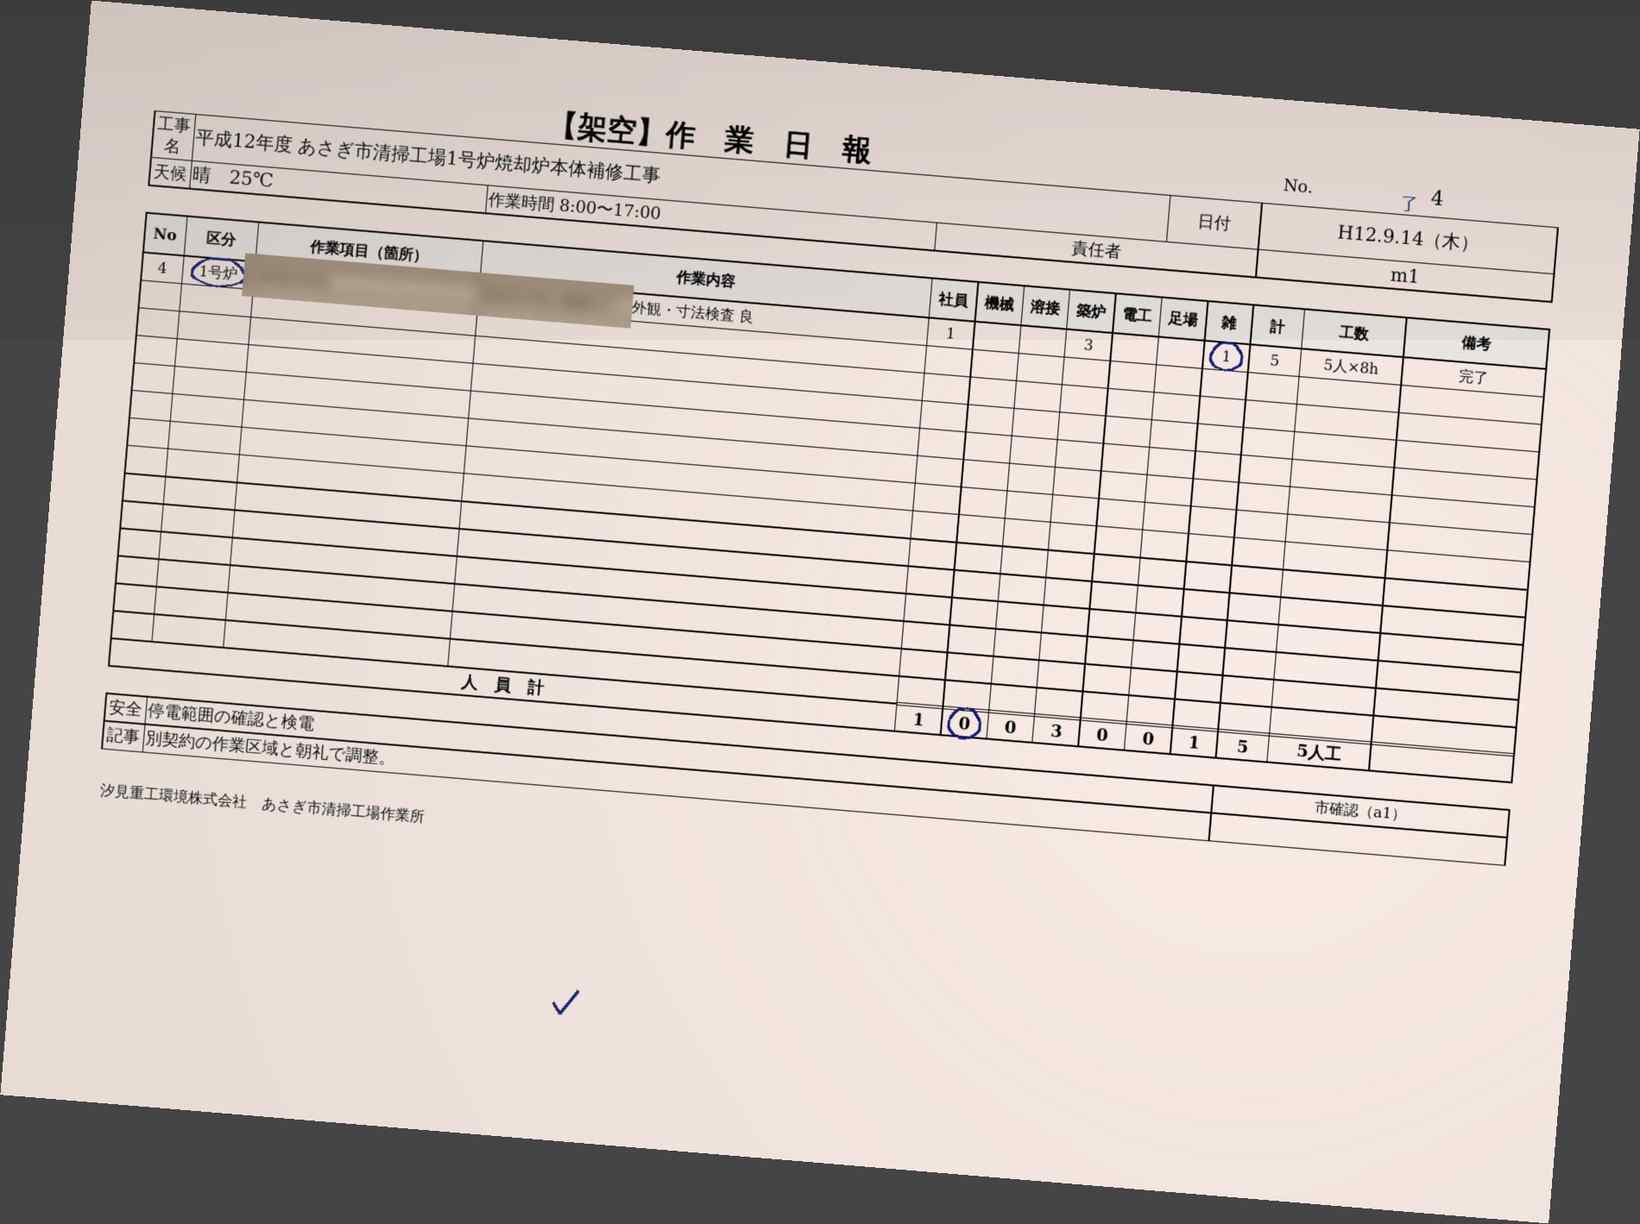 【架空】作 業 日 報
No. 了 4
工事名 平成12年度 あさぎ市清掃工場1号炉焼却炉本体補修工事 日付 H12.9.14（木）
天候 晴 25℃ 作業時間 8:00〜17:00 責任者 m1
No 区分 作業項目（箇所） 作業内容 社員 機械 溶接 築炉 電工 足場 雑 計 工数 備考
4 1号炉 外観・寸法検査 良 1 3 1 5 5人×8h 完了
人 員 計 1 0 0 3 0 0 1 5 5人工
安全 停電範囲の確認と検電 市確認（a1）
記事 別契約の作業区域と朝礼で調整。
汐見重工環境株式会社 あさぎ市清掃工場作業所